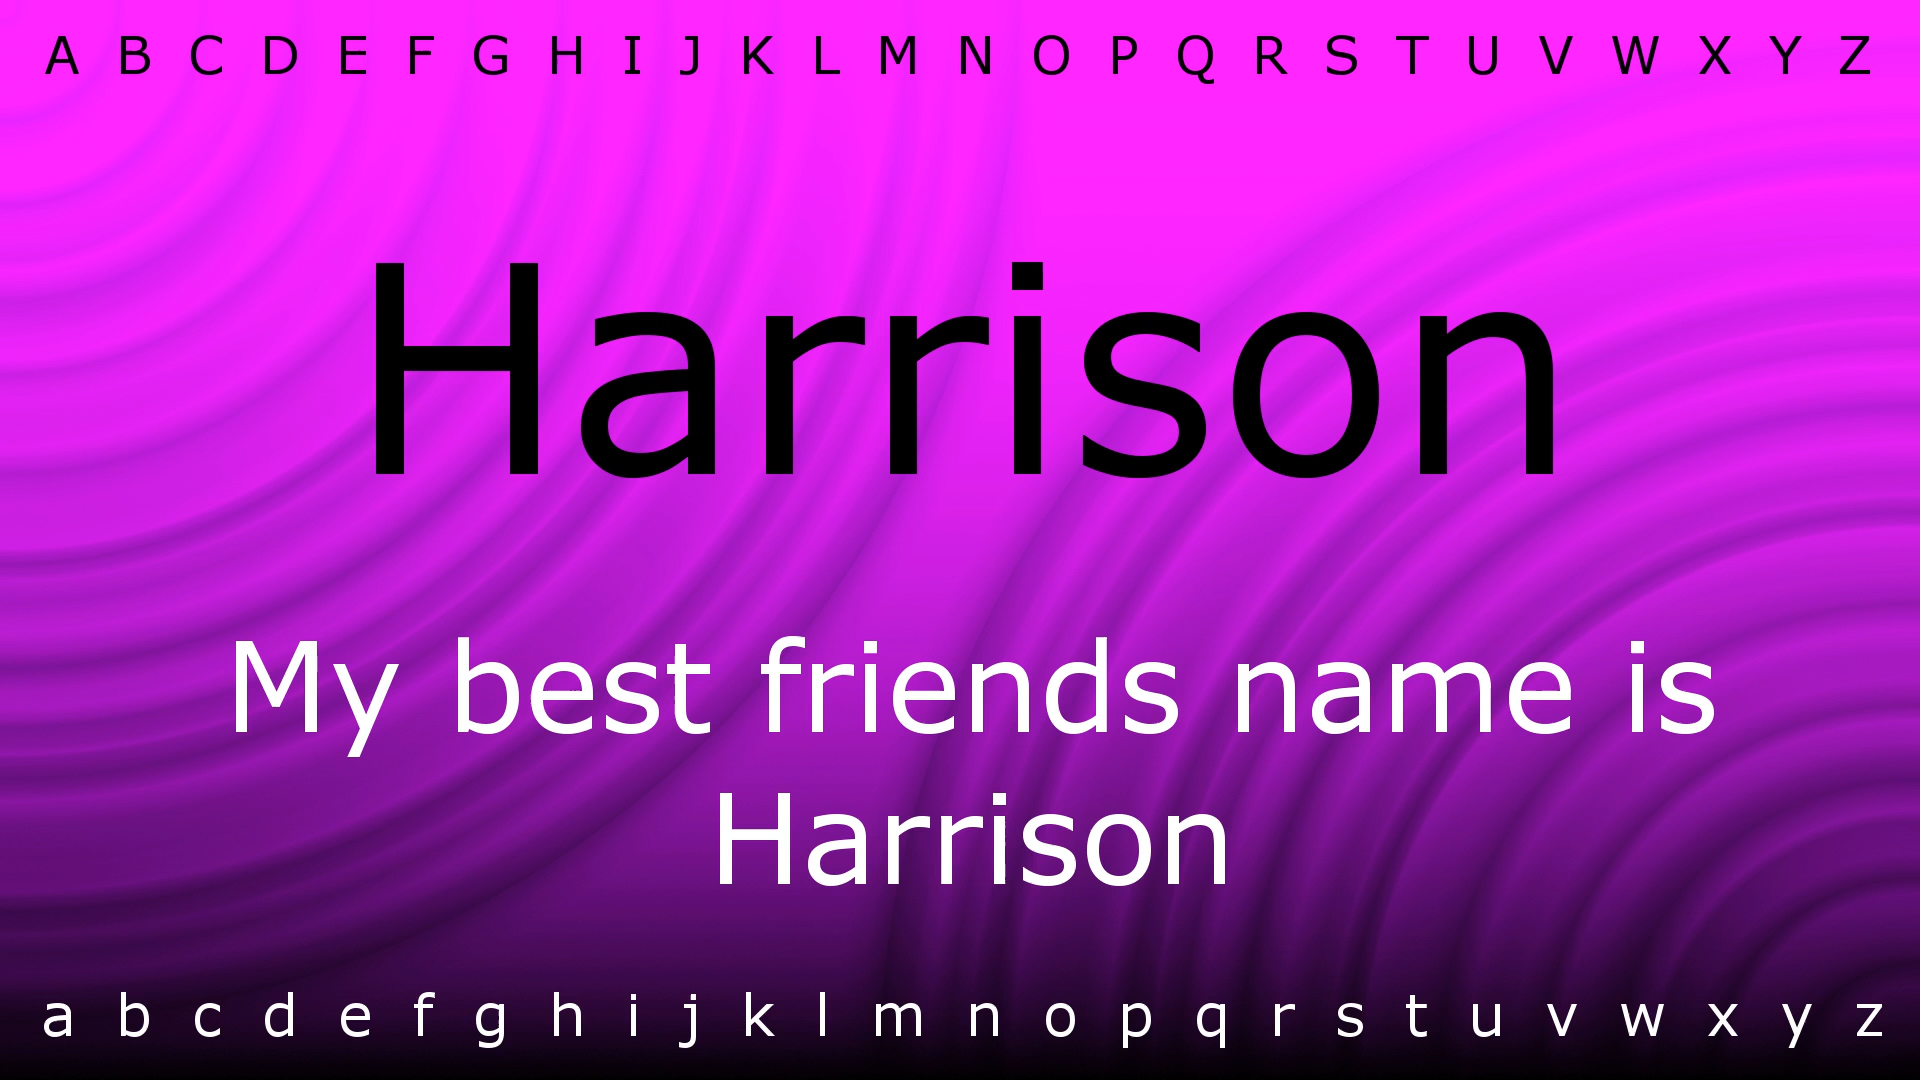 A B C D E F G H I J K L M N O P Q R S T U V W X Y Z
Harrison
My best friends name is
Harrison
a b c d e f g h i j k l m n o p q r s t u v w x y z